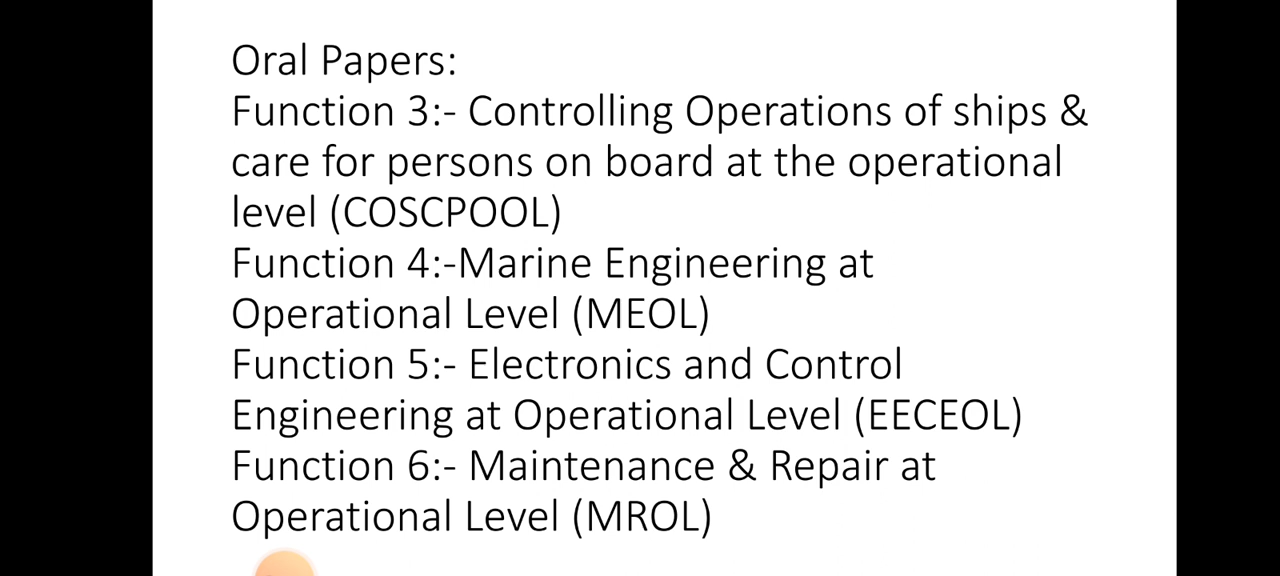 Oral Papers:
Function 3:- Controlling Operations of ships &
care for persons on board at the operational
level (COSCPOOL)
Function 4:-Marine Engineering at
Operational Level (MEOL)
Function 5:- Electronics and Control
Engineering at Operational Level (EECEOL)
Function 6:- Maintenance & Repair at
Operational Level (MROL)